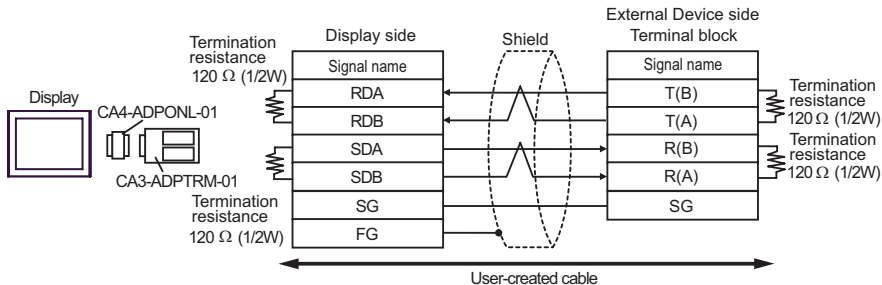 Display
CA4-ADPONL-01
CA3-ADPTRM-01
Termination
resistance
120 Ω (1/2W)
Termination
resistance
120 Ω (1/2W)
Display side
Signal name
RDA
RDB
SDA
SDB
SG
FG
Shield
External Device side
Terminal block
Signal name
T(B)
T(A)
R(B)
R(A)
SG
Termination
resistance
120 Ω (1/2W)
Termination
resistance
120 Ω (1/2W)
User-created cable